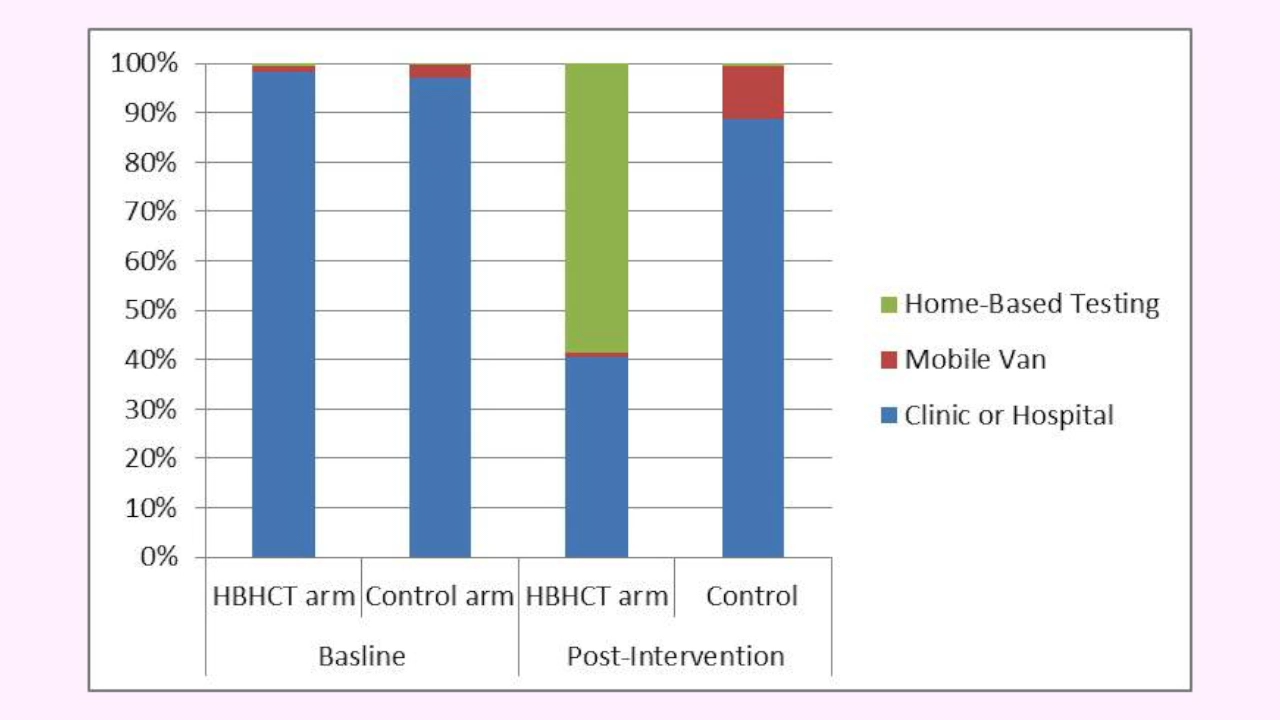 100%
90%
80%
70%
60%
50%
40%
30%
20%
10%
0%
HBHCT arm Control arm HBHCT arm Control
Basline Post-Intervention
Home-Based Testing
Mobile Van
Clinic or Hospital